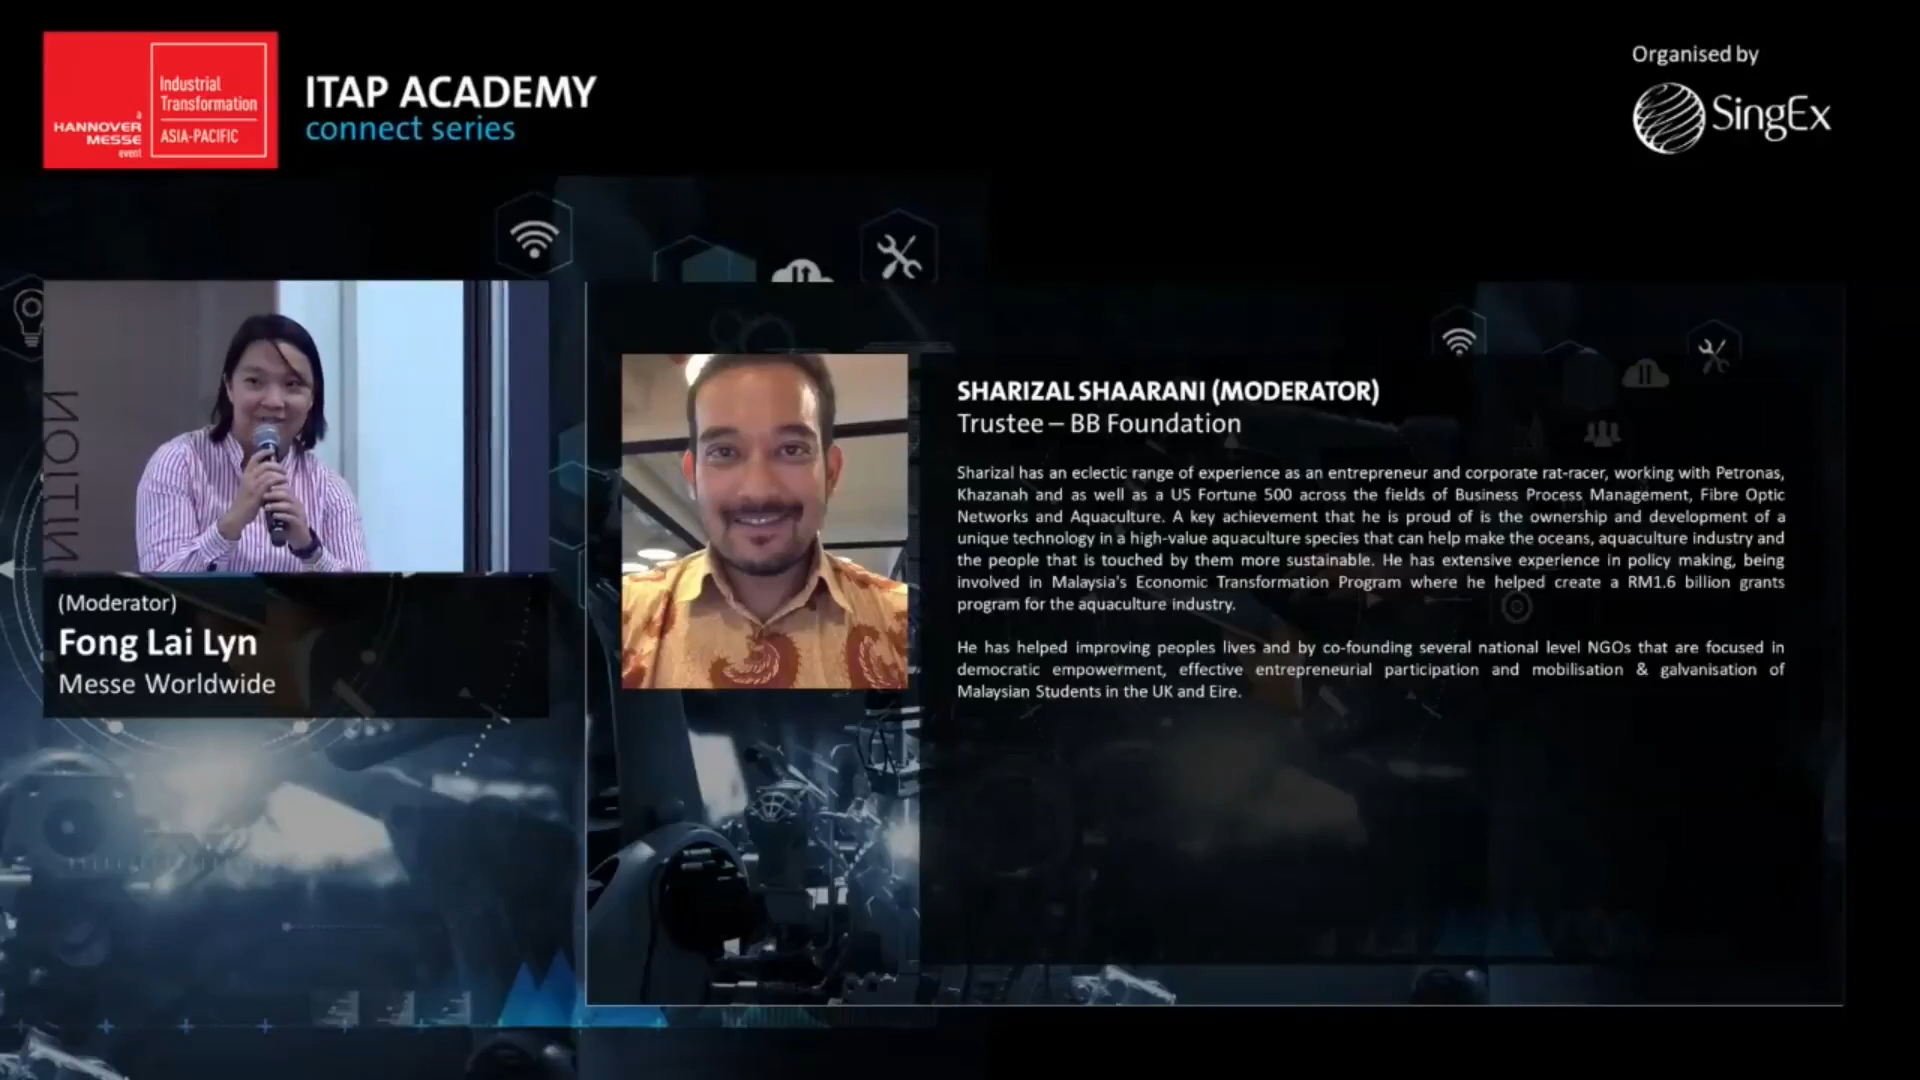 a
HANNOVER
MESSE
event
Industrial
Transformation
ASIA-PACIFIC
ITAP ACADEMY
connect series
Organised by
SingEx
(Moderator)
Fong Lai Lyn
Messe Worldwide
SHARIZAL SHAARANI (MODERATOR)
Trustee – BB Foundation
Sharizal has an eclectic range of experience as an entrepreneur and corporate rat-racer, working with Petronas,
Khazanah and as well as a US Fortune 500 across the fields of Business Process Management, Fibre Optic
Networks and Aquaculture. A key achievement that he is proud of is the ownership and development of a
unique technology in a high-value aquaculture species that can help make the oceans, aquaculture industry and
the people that is touched by them more sustainable. He has extensive experience in policy making, being
involved in Malaysia's Economic Transformation Program where he helped create a RM1.6 billion grants
program for the aquaculture industry.
He has helped improving peoples lives and by co-founding several national level NGOs that are focused in
democratic empowerment, effective entrepreneurial participation and mobilisation & galvanisation of
Malaysian Students in the UK and Eire.